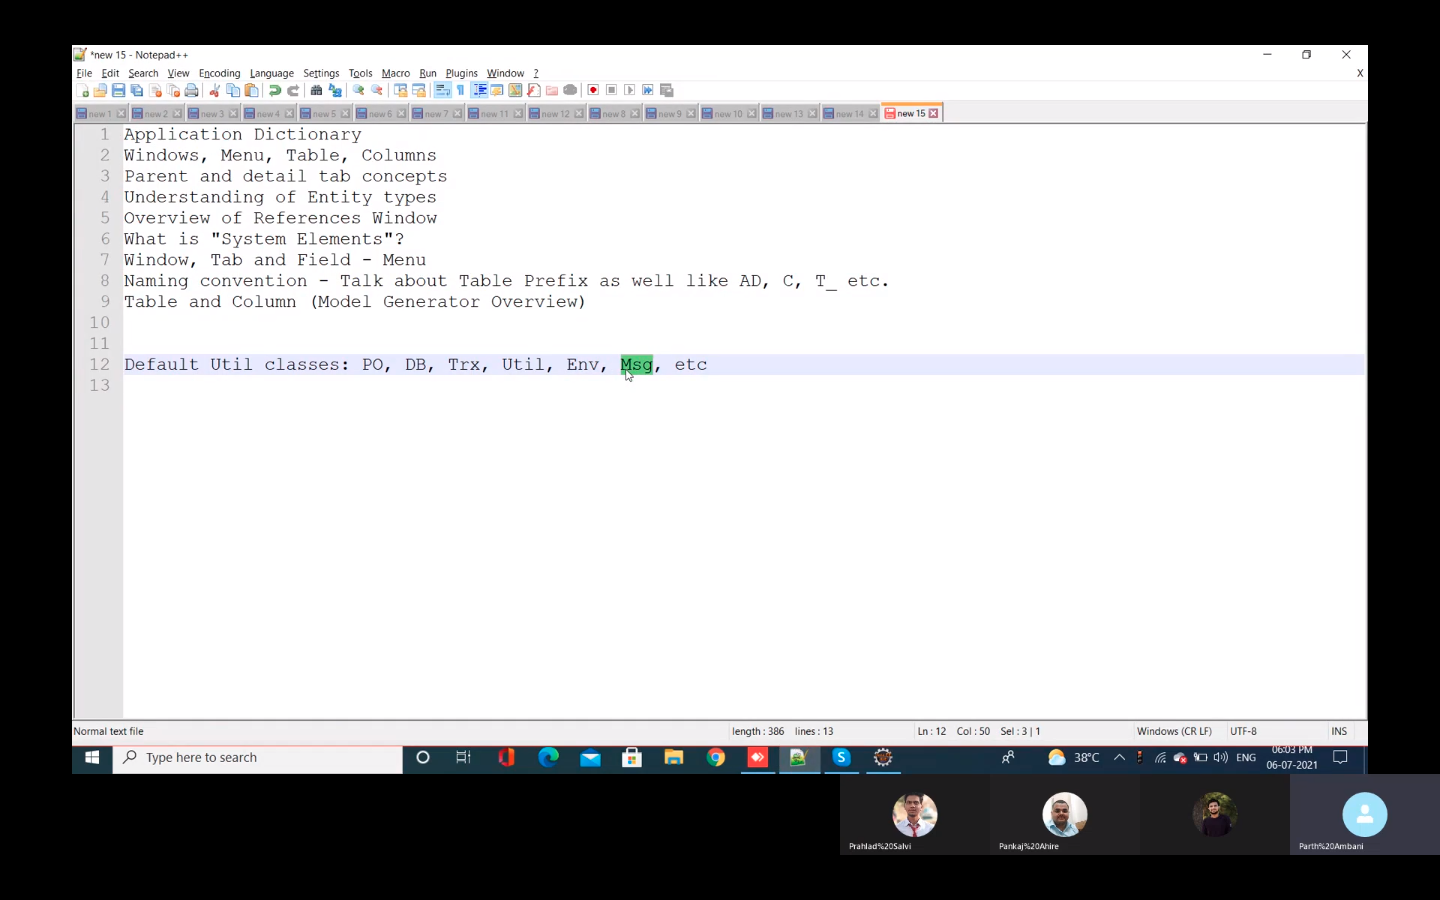 *new 15 - Notepad++
File Edit Search View Encoding Language Settings Tools Macro Run Plugins Window ?
X
new 1 new 2 new 3 new 4 new 5 new 6 new 7 new 11 new 12 new 8 new 9 new 10 new 13 new 14 new 15
1 Application Dictionary
2 Windows, Menu, Table, Columns
3 Parent and detail tab concepts
4 Understanding of Entity types
5 Overview of References Window
6 What is "System Elements"?
7 Window, Tab and Field - Menu
8 Naming convention - Talk about Table Prefix as well like AD, C, T_ etc.
9 Table and Column (Model Generator Overview)
10
11
12 Default Util classes: PO, DB, Trx, Util, Env, Msg, etc
13
Normal text file length : 386 lines : 13 Ln : 12 Col : 50 Sel : 3 | 1 Windows (CR LF) UTF-8 INS
Type here to search 38°C ENG 06:03 PM
06-07-2021
Prahlad%20Salvi Pankaj%20Ahire Parth%20Ambani